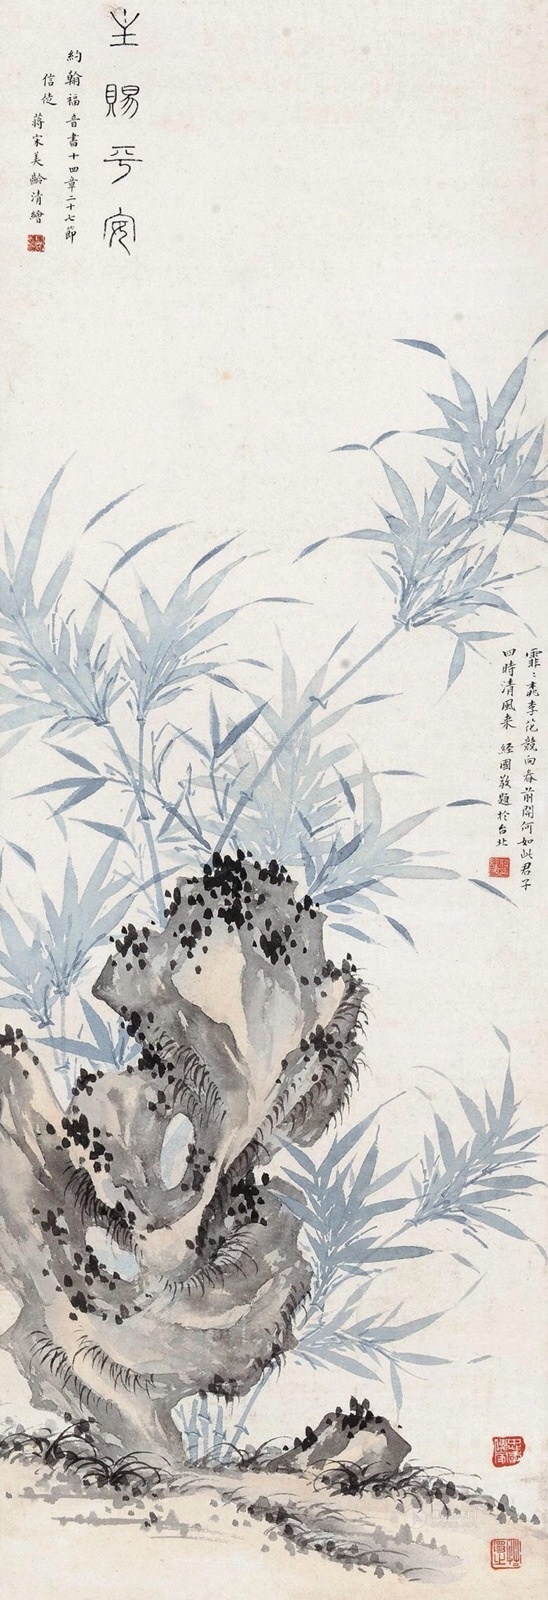 主賜平安
約翰福音書十四章二十七節
信徒 蔣宋美齡清繪
霏〻桃李花競向春前開何如此君子
四時清風來 經國敬題於台北